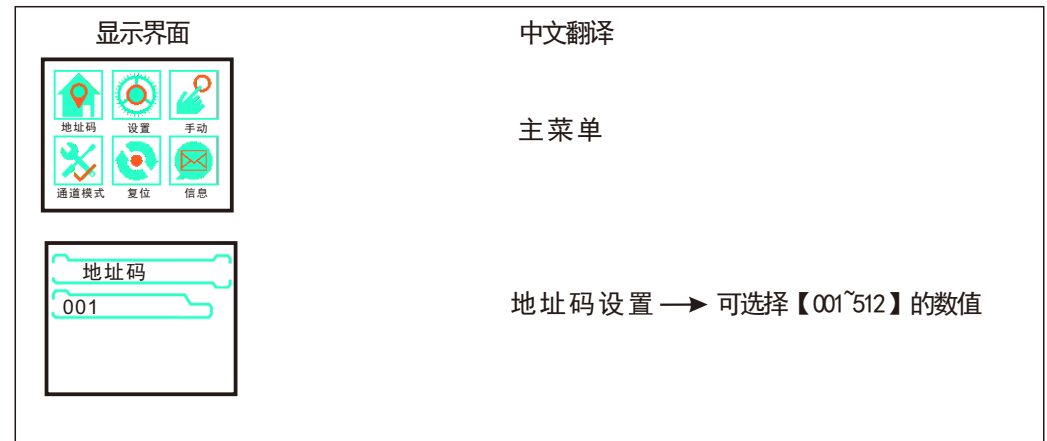 显示界面 中文翻译
地址码 设置 手动
通道模式 复位 信息
主菜单
地址码
001
地址码设置 → 可选择【001~512】的数值